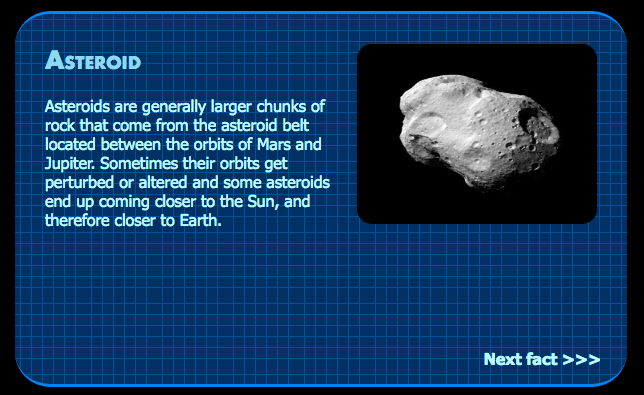 Asteroid
Asteroids are generally larger chunks of
rock that come from the asteroid belt
located between the orbits of Mars and
Jupiter. Sometimes their orbits get
perturbed or altered and some asteroids
end up coming closer to the Sun, and
therefore closer to Earth.
Next fact >>>